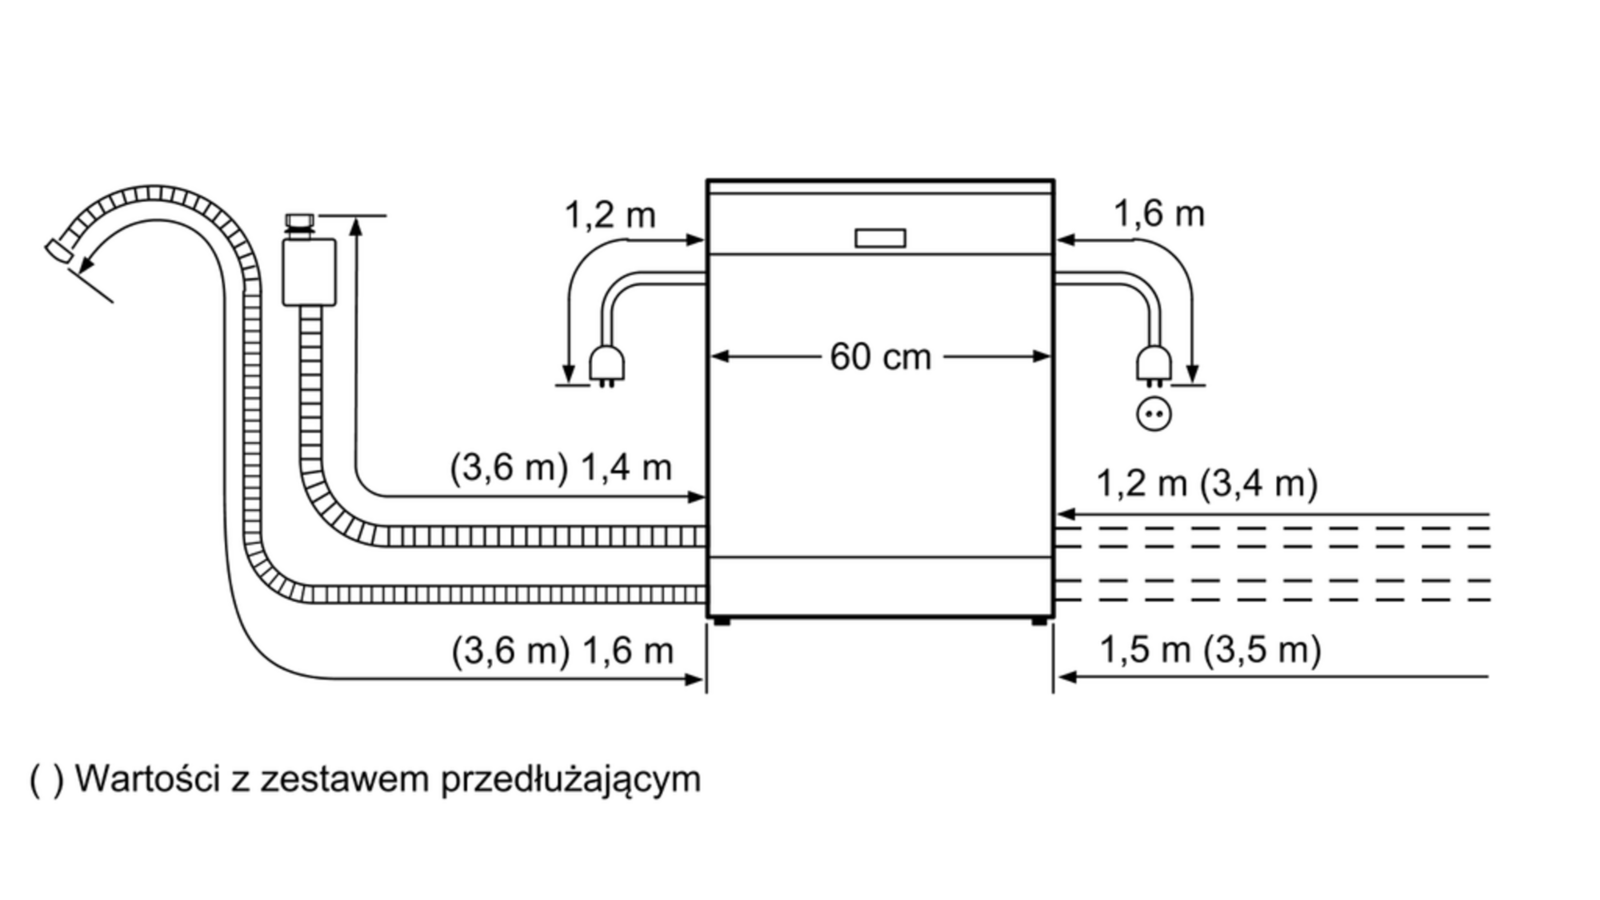 1,2 m
1,6 m
60 cm
(3,6 m) 1,4 m
1,2 m (3,4 m)
(3,6 m) 1,6 m
1,5 m (3,5 m)
( ) Wartości z zestawem przedłużającym